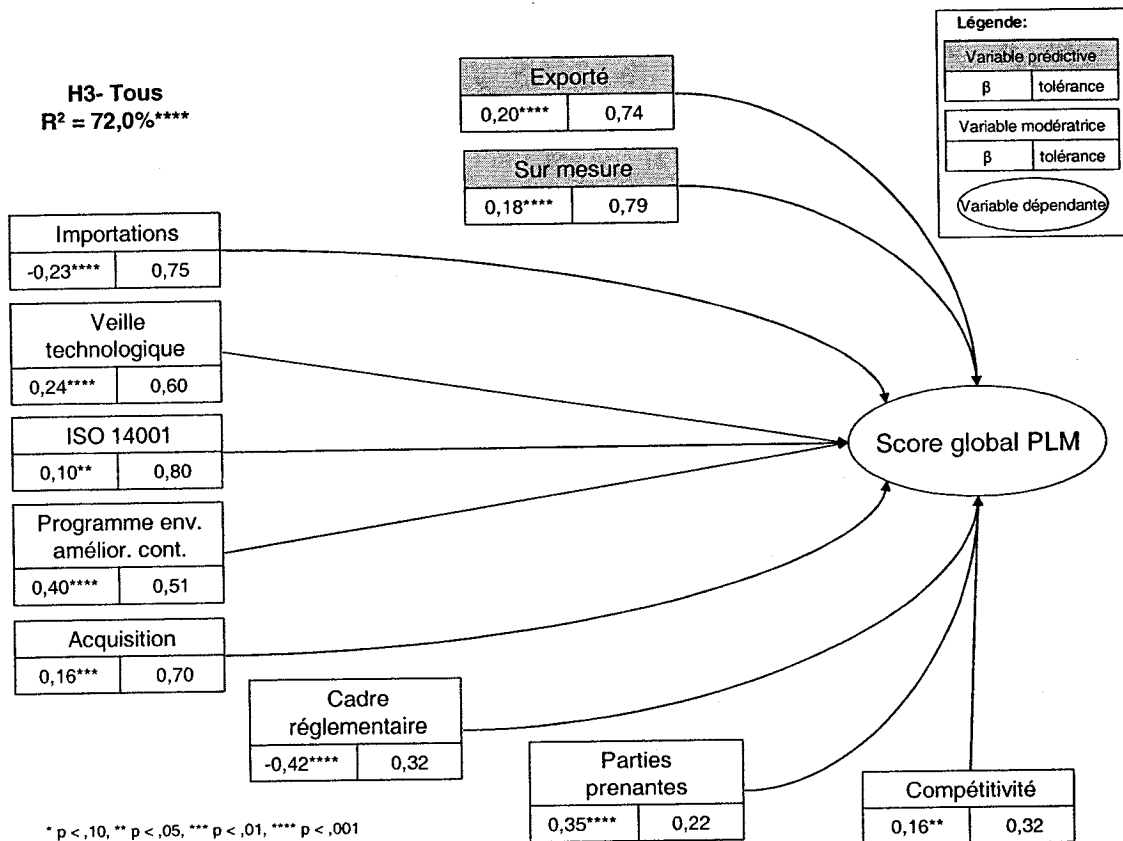 H3- Tous
R² = 72,0%****
Légende:
Variable prédictive
β tolérance
Variable modératrice
β tolérance
Variable dépendante
Exporté
0,20**** 0,74
Sur mesure
0,18**** 0,79
Importations
-0,23**** 0,75
Veille
technologique
0,24**** 0,60
ISO 14001
0,10** 0,80
Programme env.
amélior. cont.
0,40**** 0,51
Acquisition
0,16*** 0,70
Score global PLM
Cadre
réglementaire
-0,42**** 0,32
Parties
prenantes
0,35**** 0,22
Compétitivité
0,16** 0,32
* p < ,10, ** p < ,05, *** p < ,01, **** p < ,001